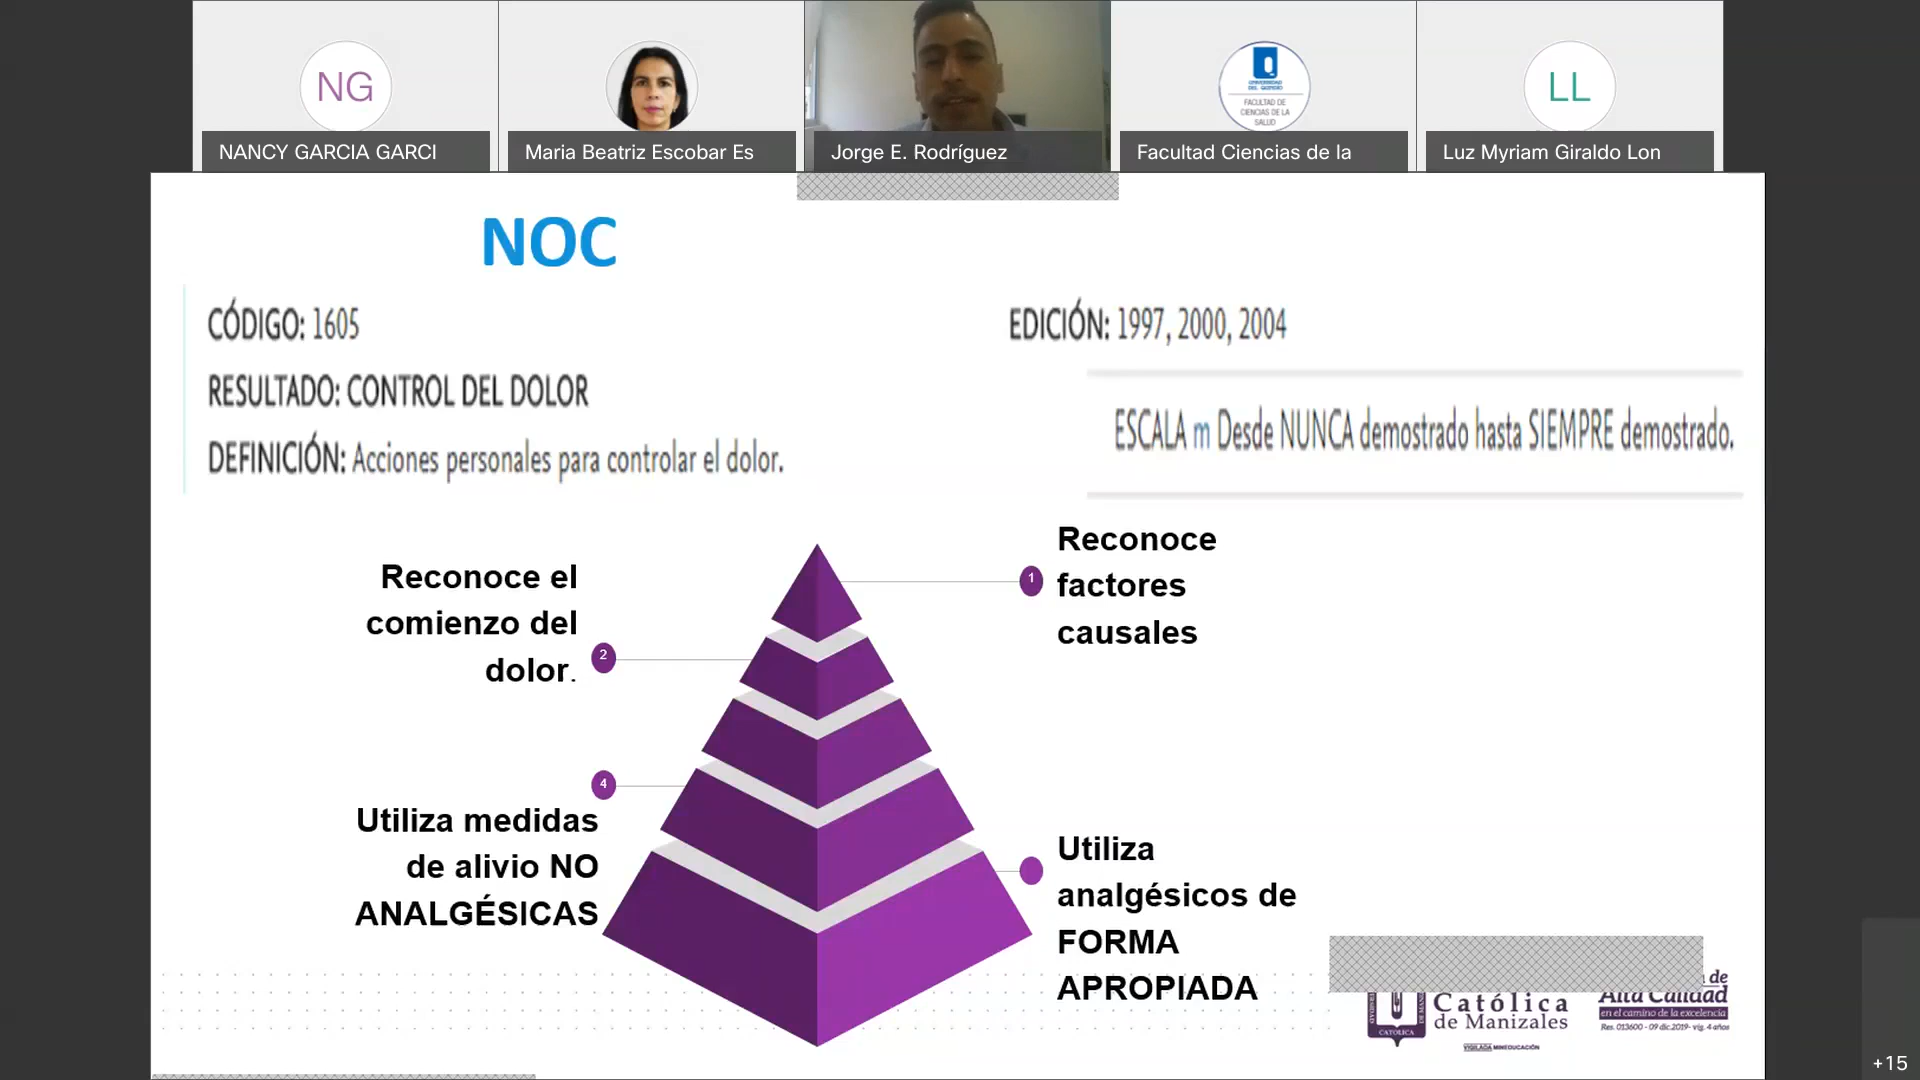 NG
LL
UNIVERSIDAD
DEL QUINDÍO
FACULTAD DE
CIENCIAS DE LA
SALUD
NANCY GARCIA GARCI
Maria Beatriz Escobar Es
Jorge E. Rodríguez
Facultad Ciencias de la
Luz Myriam Giraldo Lon
NOC
CÓDIGO: 1605
EDICIÓN: 1997, 2000, 2004
RESULTADO: CONTROL DEL DOLOR
ESCALA m Desde NUNCA demostrado hasta SIEMPRE demostrado.
DEFINICIÓN: Acciones personales para controlar el dolor.
1
Reconoce
factores
causales
2
Reconoce el
comienzo del
dolor.
4
Utiliza medidas
de alivio NO
ANALGÉSICAS
Utiliza
analgésicos de
FORMA
APROPIADA
Católica
de Manizales
CATÓLICA
VIGILADA MINEDUCACIÓN
de
Alta Calidad
en el camino de la excelencia
Res. 013600 - 09 dic.2019- vig. 4 años
+15